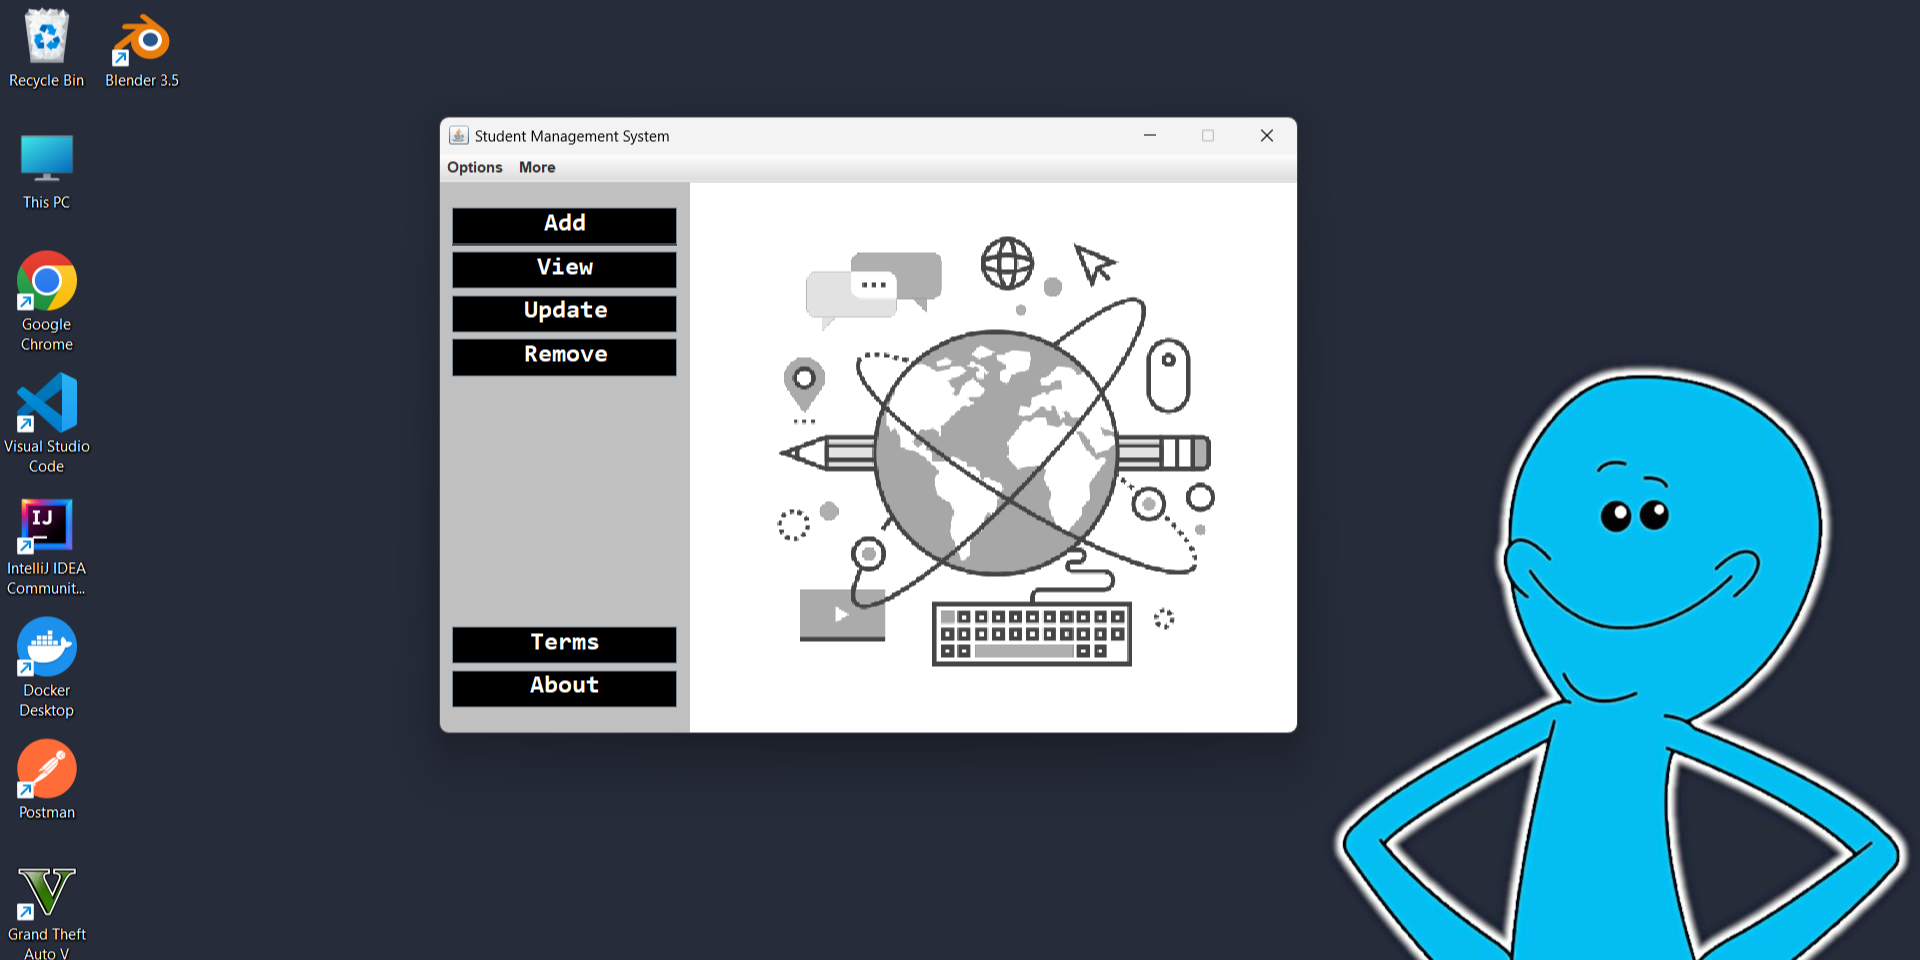 Recycle Bin
Blender 3.5
This PC
Google
Chrome
Visual Studio
Code
IJ
IntelliJ IDEA
Communit...
Docker
Desktop
Postman
V
Grand Theft
Auto V
Student Management System
Options
More
Add
View
Update
Remove
Terms
About